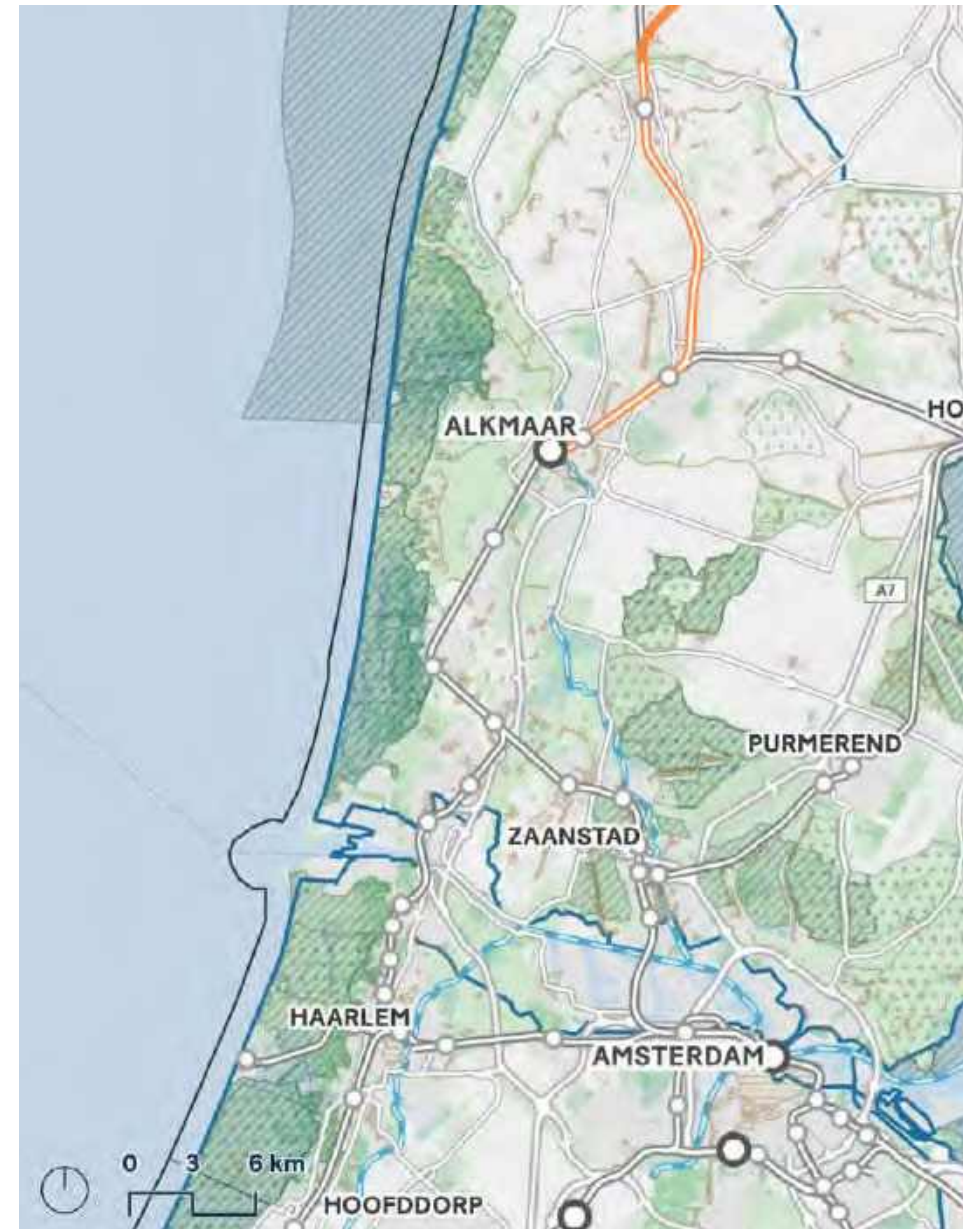 ALKMAAR
HO
A7
PURMEREND
ZAANSTAD
HAARLEM
AMSTERDAM
0 3 6 km
HOOFDDORP